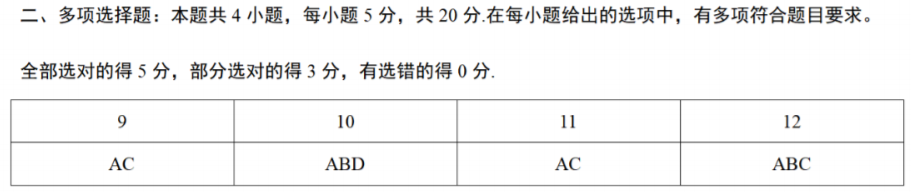 二、多项选择题：本题共 4 小题，每小题 5 分，共 20 分.在每小题给出的选项中，有多项符合题目要求。
全部选对的得 5 分，部分选对的得 3 分，有选错的得 0 分.
9 10 11 12
AC ABD AC ABC